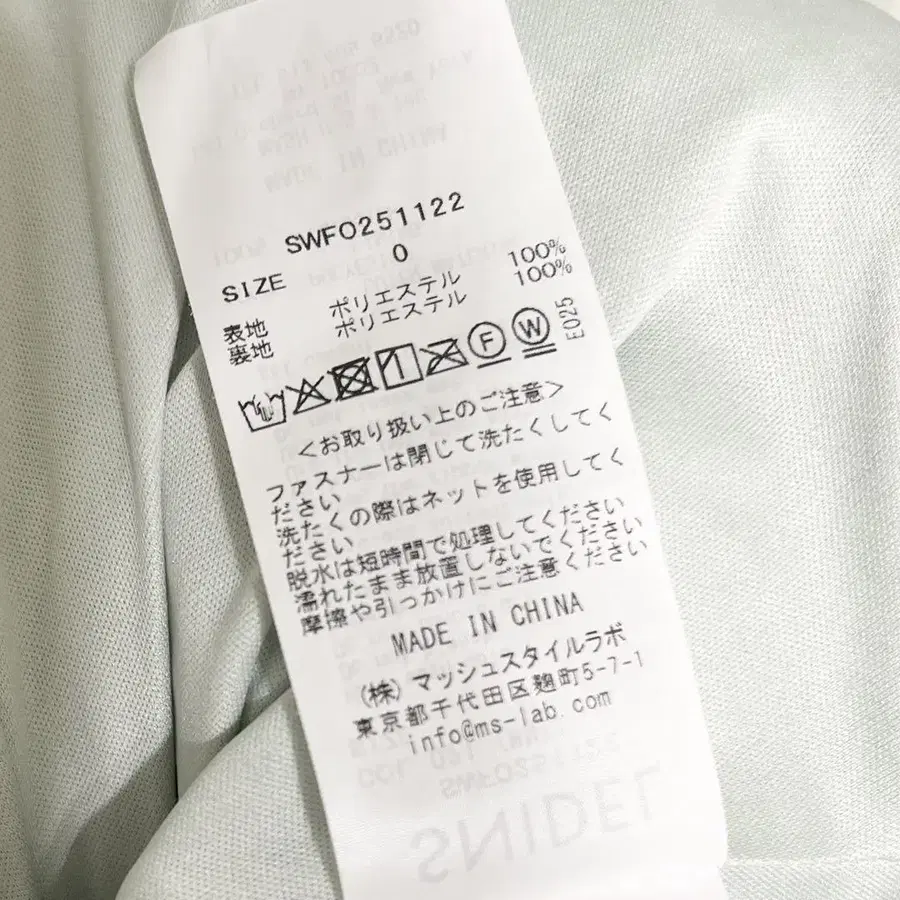 SWFO251122
SIZE 0
表地 ポリエステル 100%
裏地 ポリエステル 100%
F W E025
<お取り扱い上のご注意>
ファスナーは閉じて洗たくしてく
ださい
洗たくの際はネットを使用してく
ださい
脱水は短時間で処理してください
濡れたまま放置しないでください
摩擦や引っかけにご注意ください
MADE IN CHINA
(株)マッシュスタイルラボ
東京都千代田区麹町5-7-1
info@ms-lab.com
SNIDEL